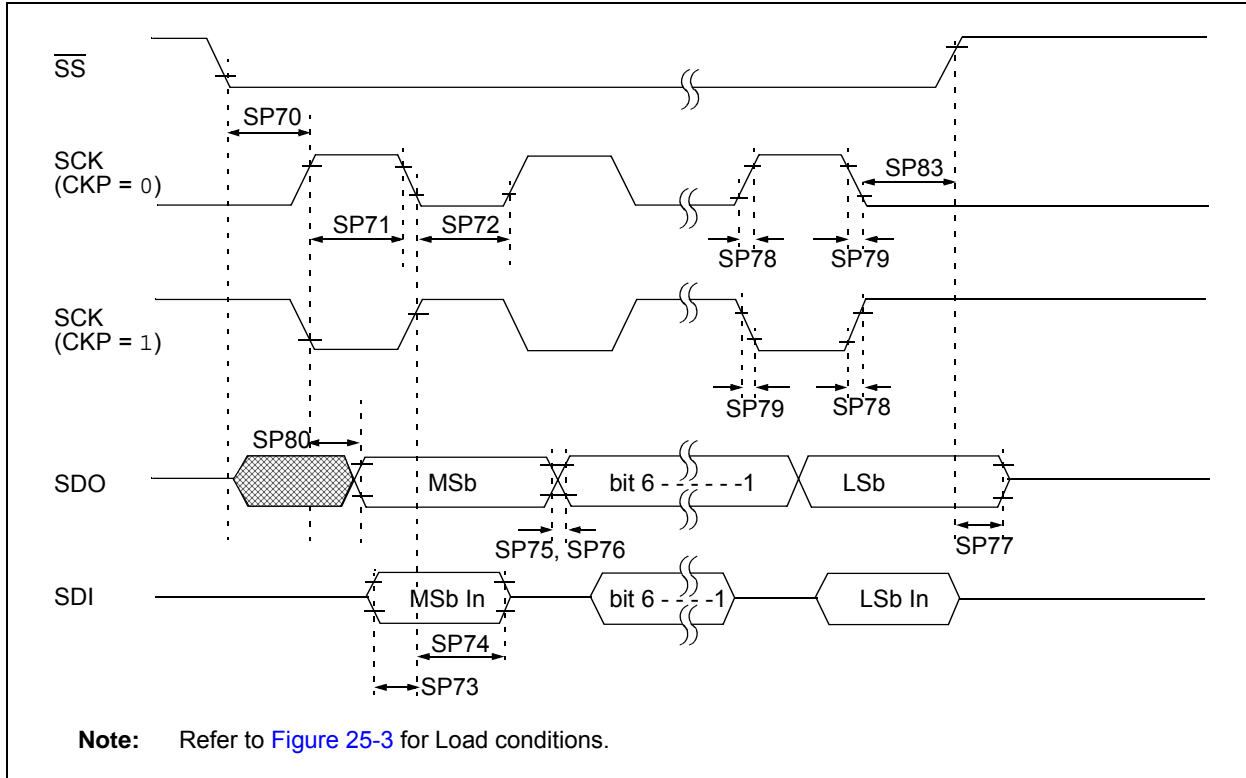 SS
SP70
SCK
(CKP = 0)
SP83
SP71
SP72
SP78
SP79
SCK
(CKP = 1)
SP79
SP78
SP80
SDO
MSb
bit 6 - - - - - -1
LSb
SP75, SP76
SP77
SDI
MSb In
bit 6 - - - -1
LSb In
SP74
SP73
Note: Refer to Figure 25-3 for Load conditions.